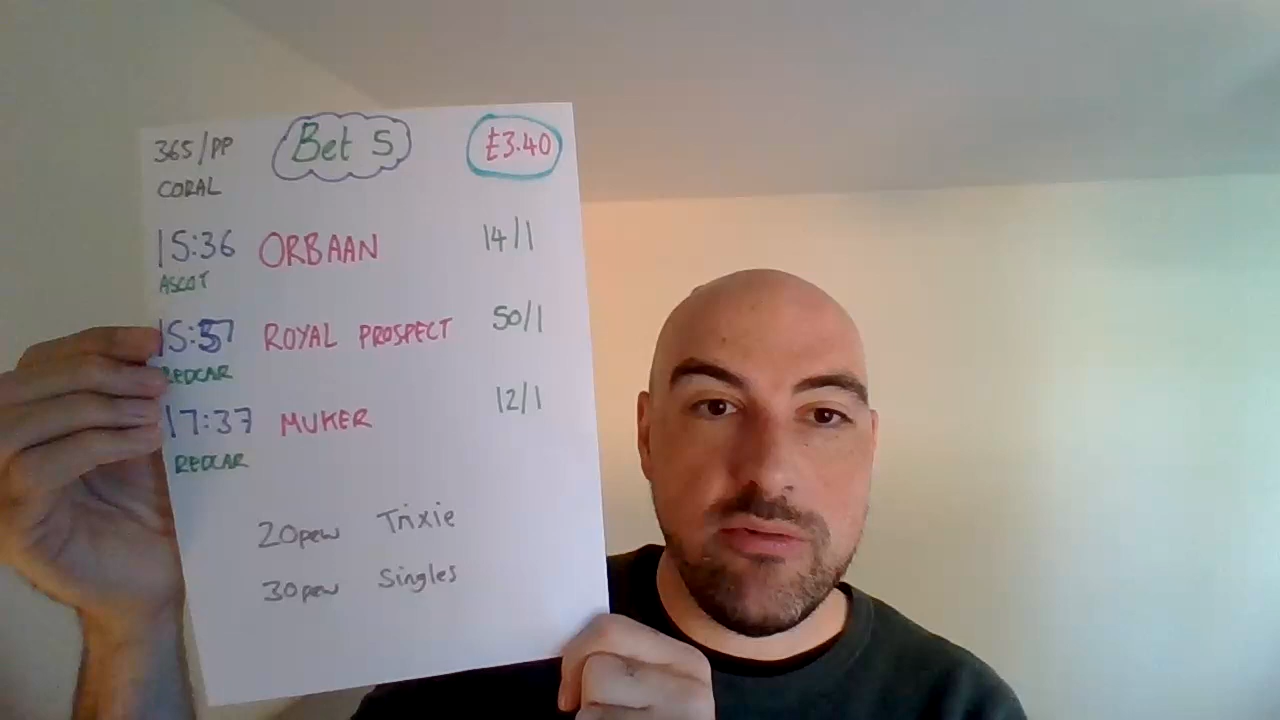 365/PP Bet 5 £3.40
CORAL
15:36 ORBAAN 14/1
ASCOT
15:57 ROYAL PROSPECT 50/1
REDCAR
17:37 MUKER 12/1
REDCAR
20pew Trixie
30pew Singles